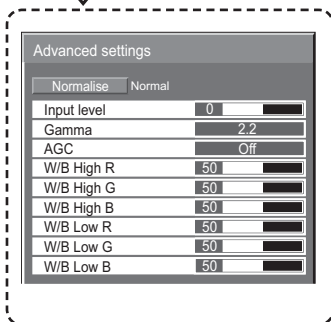 Advanced settings
Normalise Normal
Input level 0
Gamma 2.2
AGC Off
W/B High R 50
W/B High G 50
W/B High B 50
W/B Low R 50
W/B Low G 50
W/B Low B 50